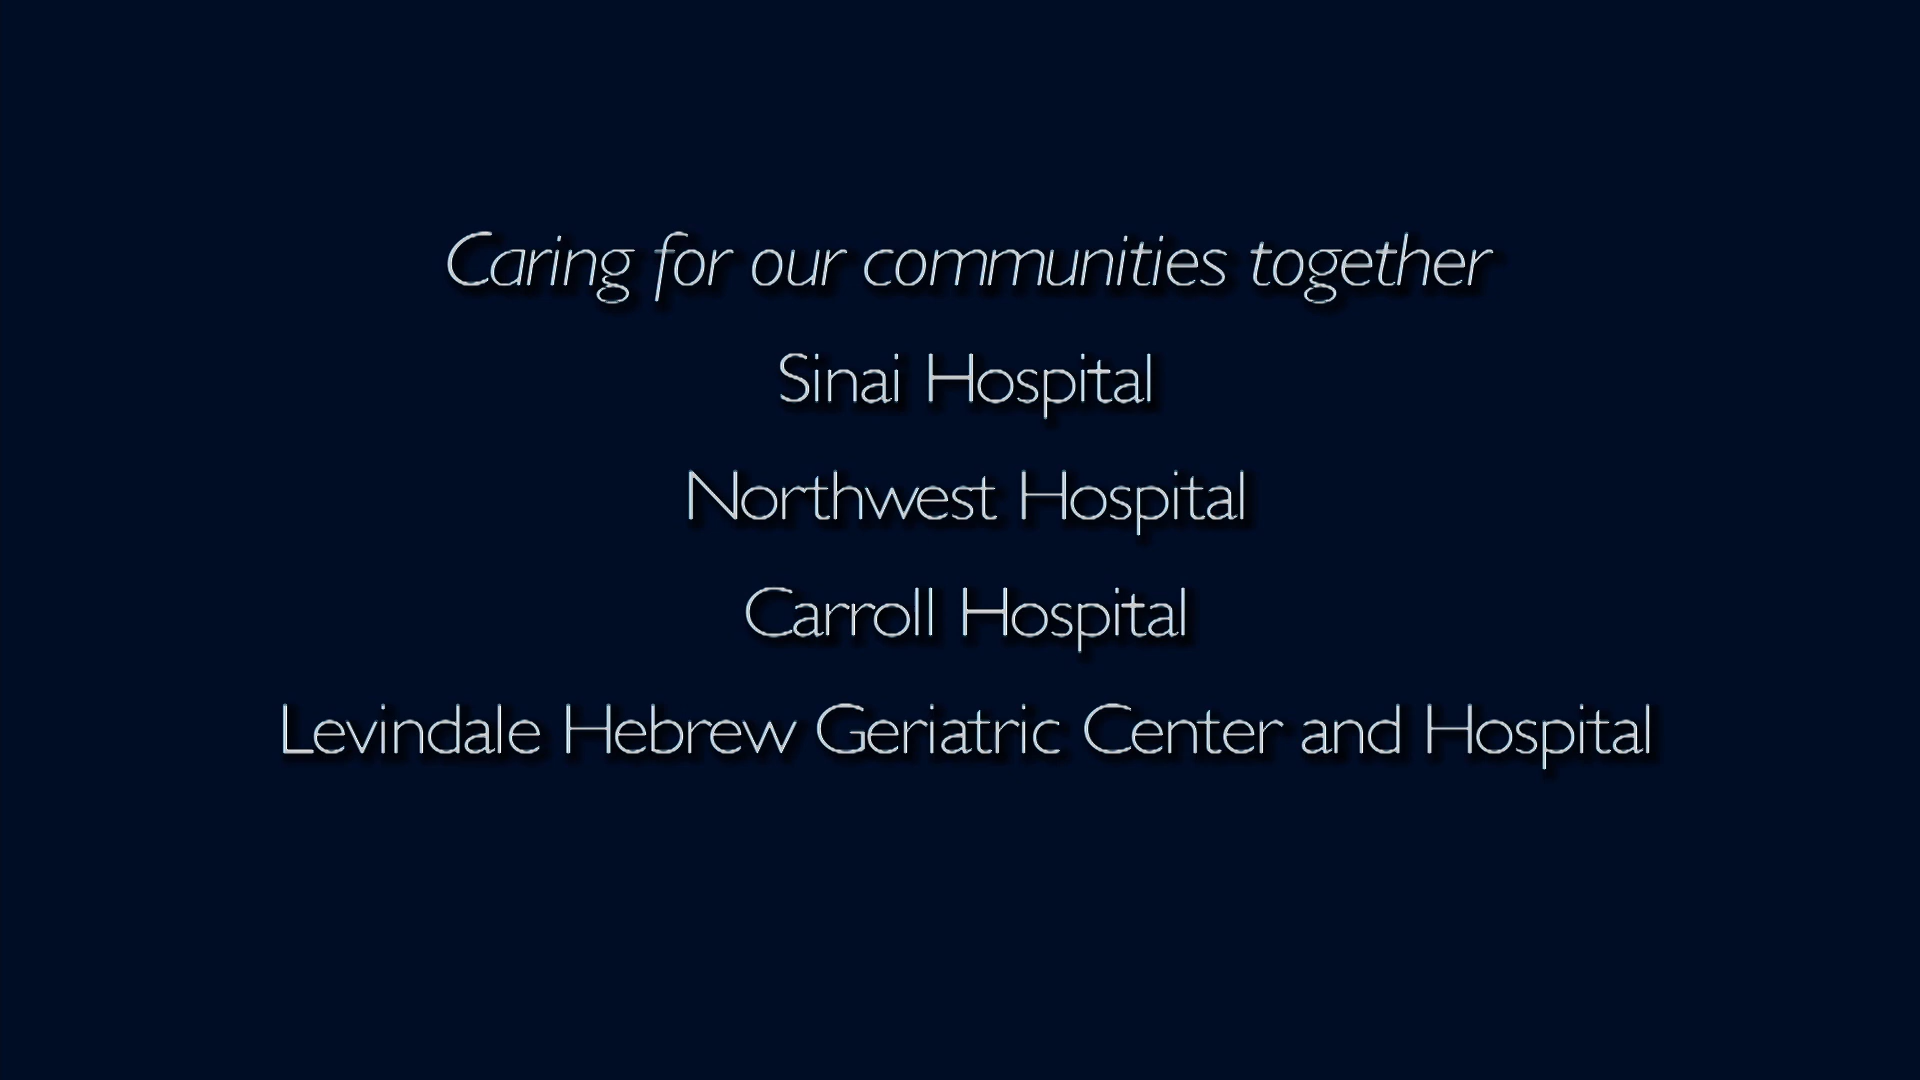 Caring for our communities together
Sinai Hospital
Northwest Hospital
Carroll Hospital
Levindale Hebrew Geriatric Center and Hospital